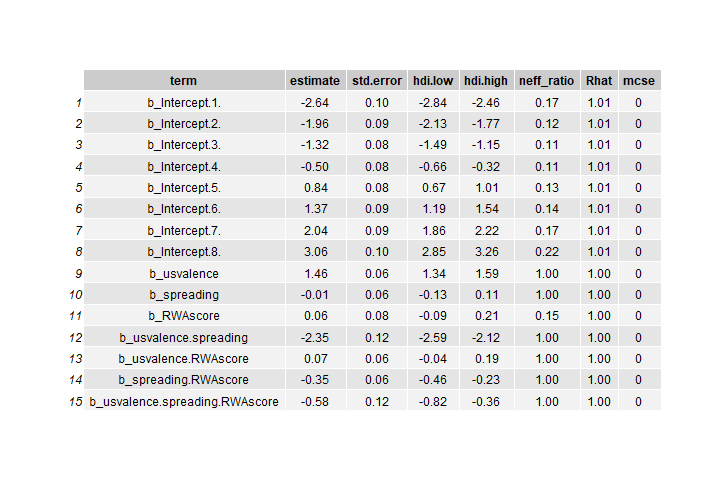 term estimate std.error hdi.low hdi.high neff_ratio Rhat mcse
1 b_Intercept.1. -2.64 0.10 -2.84 -2.46 0.17 1.01 0
2 b_Intercept.2. -1.96 0.09 -2.13 -1.77 0.12 1.01 0
3 b_Intercept.3. -1.32 0.08 -1.49 -1.15 0.11 1.01 0
4 b_Intercept.4. -0.50 0.08 -0.66 -0.32 0.11 1.01 0
5 b_Intercept.5. 0.84 0.08 0.67 1.01 0.13 1.01 0
6 b_Intercept.6. 1.37 0.09 1.19 1.54 0.14 1.01 0
7 b_Intercept.7. 2.04 0.09 1.86 2.22 0.17 1.01 0
8 b_Intercept.8. 3.06 0.10 2.85 3.26 0.22 1.01 0
9 b_usvalence 1.46 0.06 1.34 1.59 1.00 1.00 0
10 b_spreading -0.01 0.06 -0.13 0.11 1.00 1.00 0
11 b_RWAscore 0.06 0.08 -0.09 0.21 0.15 1.00 0
12 b_usvalence.spreading -2.35 0.12 -2.59 -2.12 1.00 1.00 0
13 b_usvalence.RWAscore 0.07 0.06 -0.04 0.19 1.00 1.00 0
14 b_spreading.RWAscore -0.35 0.06 -0.46 -0.23 1.00 1.00 0
15 b_usvalence.spreading.RWAscore -0.58 0.12 -0.82 -0.36 1.00 1.00 0